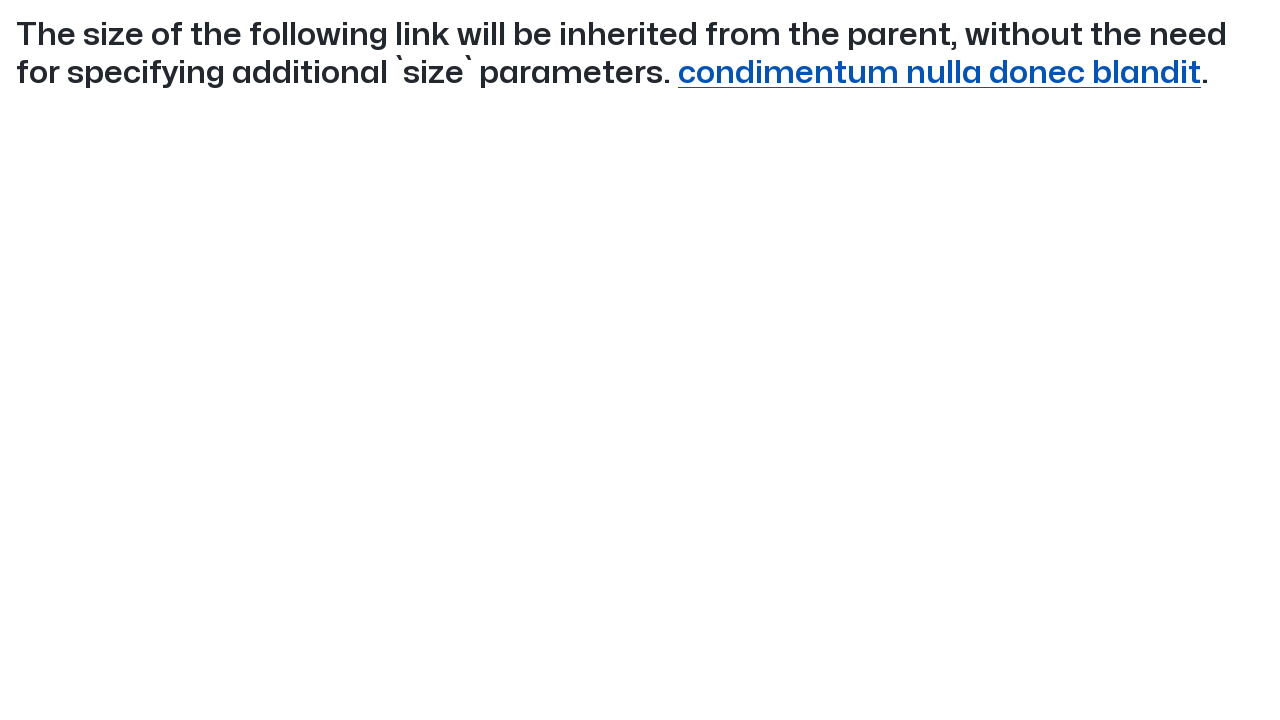 The size of the following link will be inherited from the parent, without the need
for specifying additional `size` parameters. condimentum nulla donec blandit.